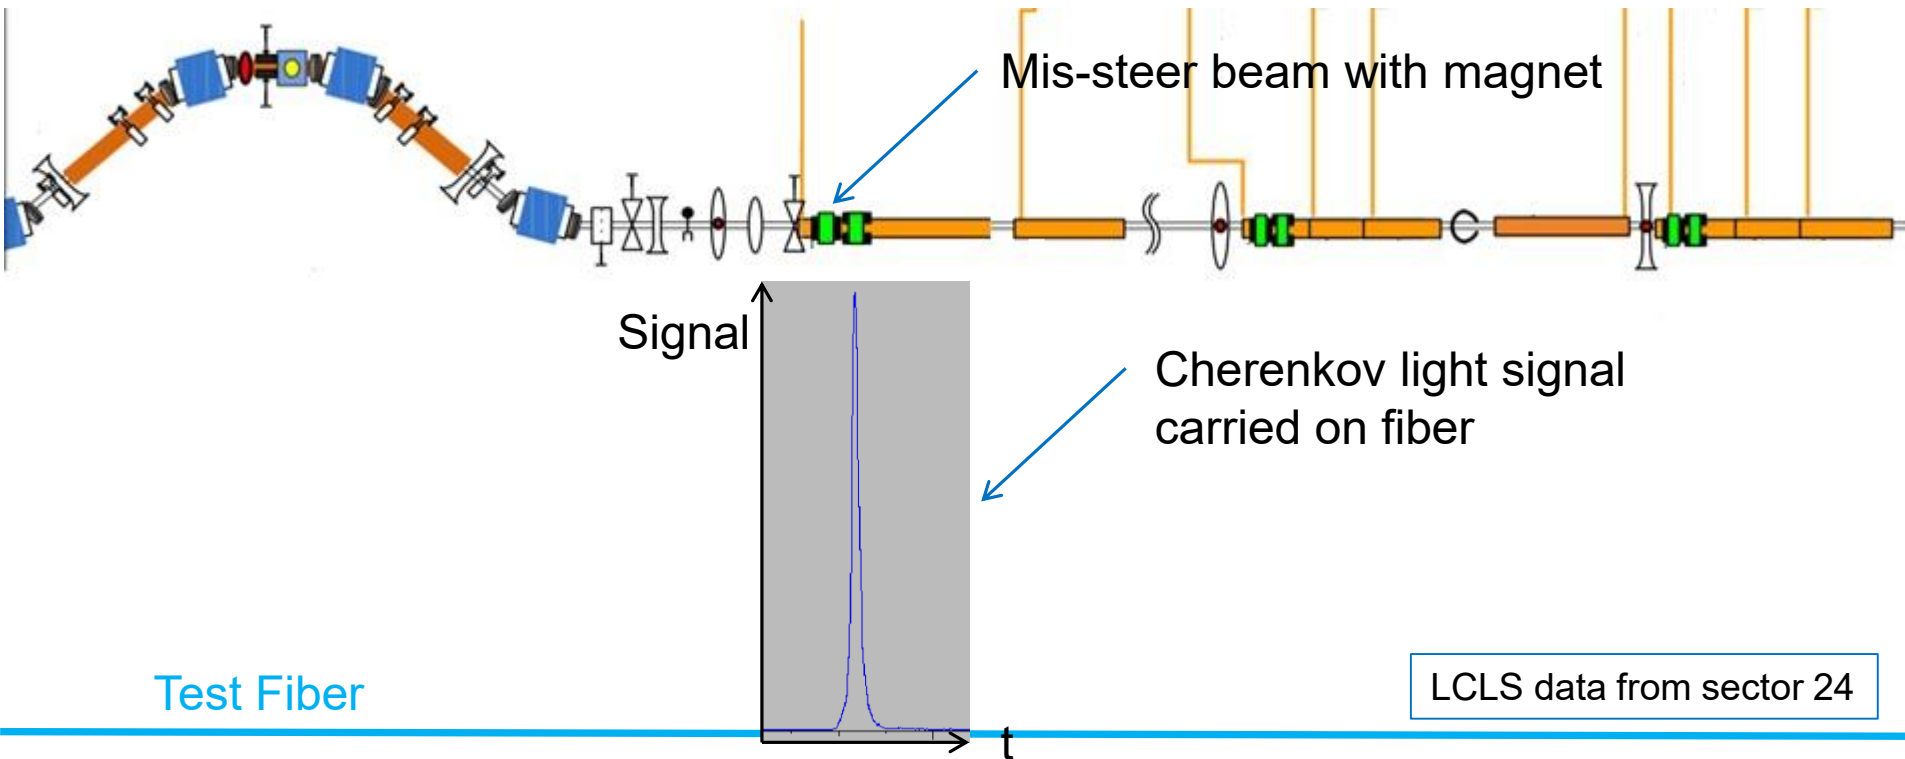 Mis-steer beam with magnet
Signal
Cherenkov light signal
carried on fiber
Test Fiber
LCLS data from sector 24
t